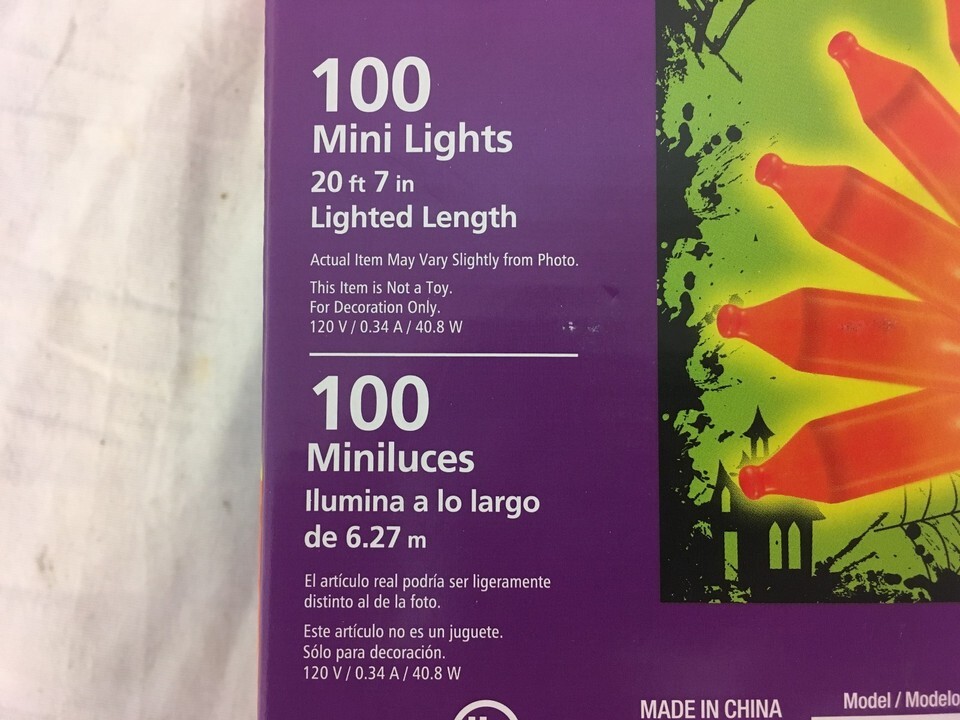 100
Mini Lights
20 ft 7 in
Lighted Length
Actual Item May Vary Slightly from Photo.
This Item is Not a Toy.
For Decoration Only.
120 V / 0.34 A / 40.8 W
100
Miniluces
Ilumina a lo largo
de 6.27 m
El artículo real podría ser ligeramente
distinto al de la foto.
Este artículo no es un juguete.
Sólo para decoración.
120 V / 0.34 A / 40.8 W
MADE IN CHINA
Model / Modelo